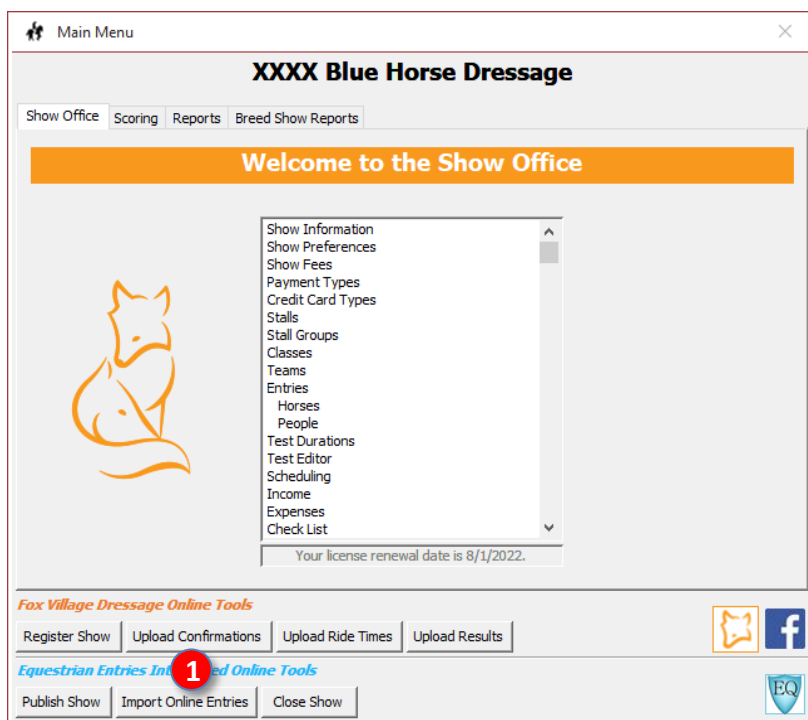 Main Menu
XXXX Blue Horse Dressage
Show Office Scoring Reports Breed Show Reports
Welcome to the Show Office
Show Information
Show Preferences
Show Fees
Payment Types
Credit Card Types
Stalls
Stall Groups
Classes
Teams
Entries
Horses
People
Test Durations
Test Editor
Scheduling
Income
Expenses
Check List
Your license renewal date is 8/1/2022.
Fox Village Dressage Online Tools
Register Show Upload Confirmations Upload Ride Times Upload Results
f
Equestrian Entries Int 1 ed Online Tools
Publish Show Import Online Entries Close Show
EQ